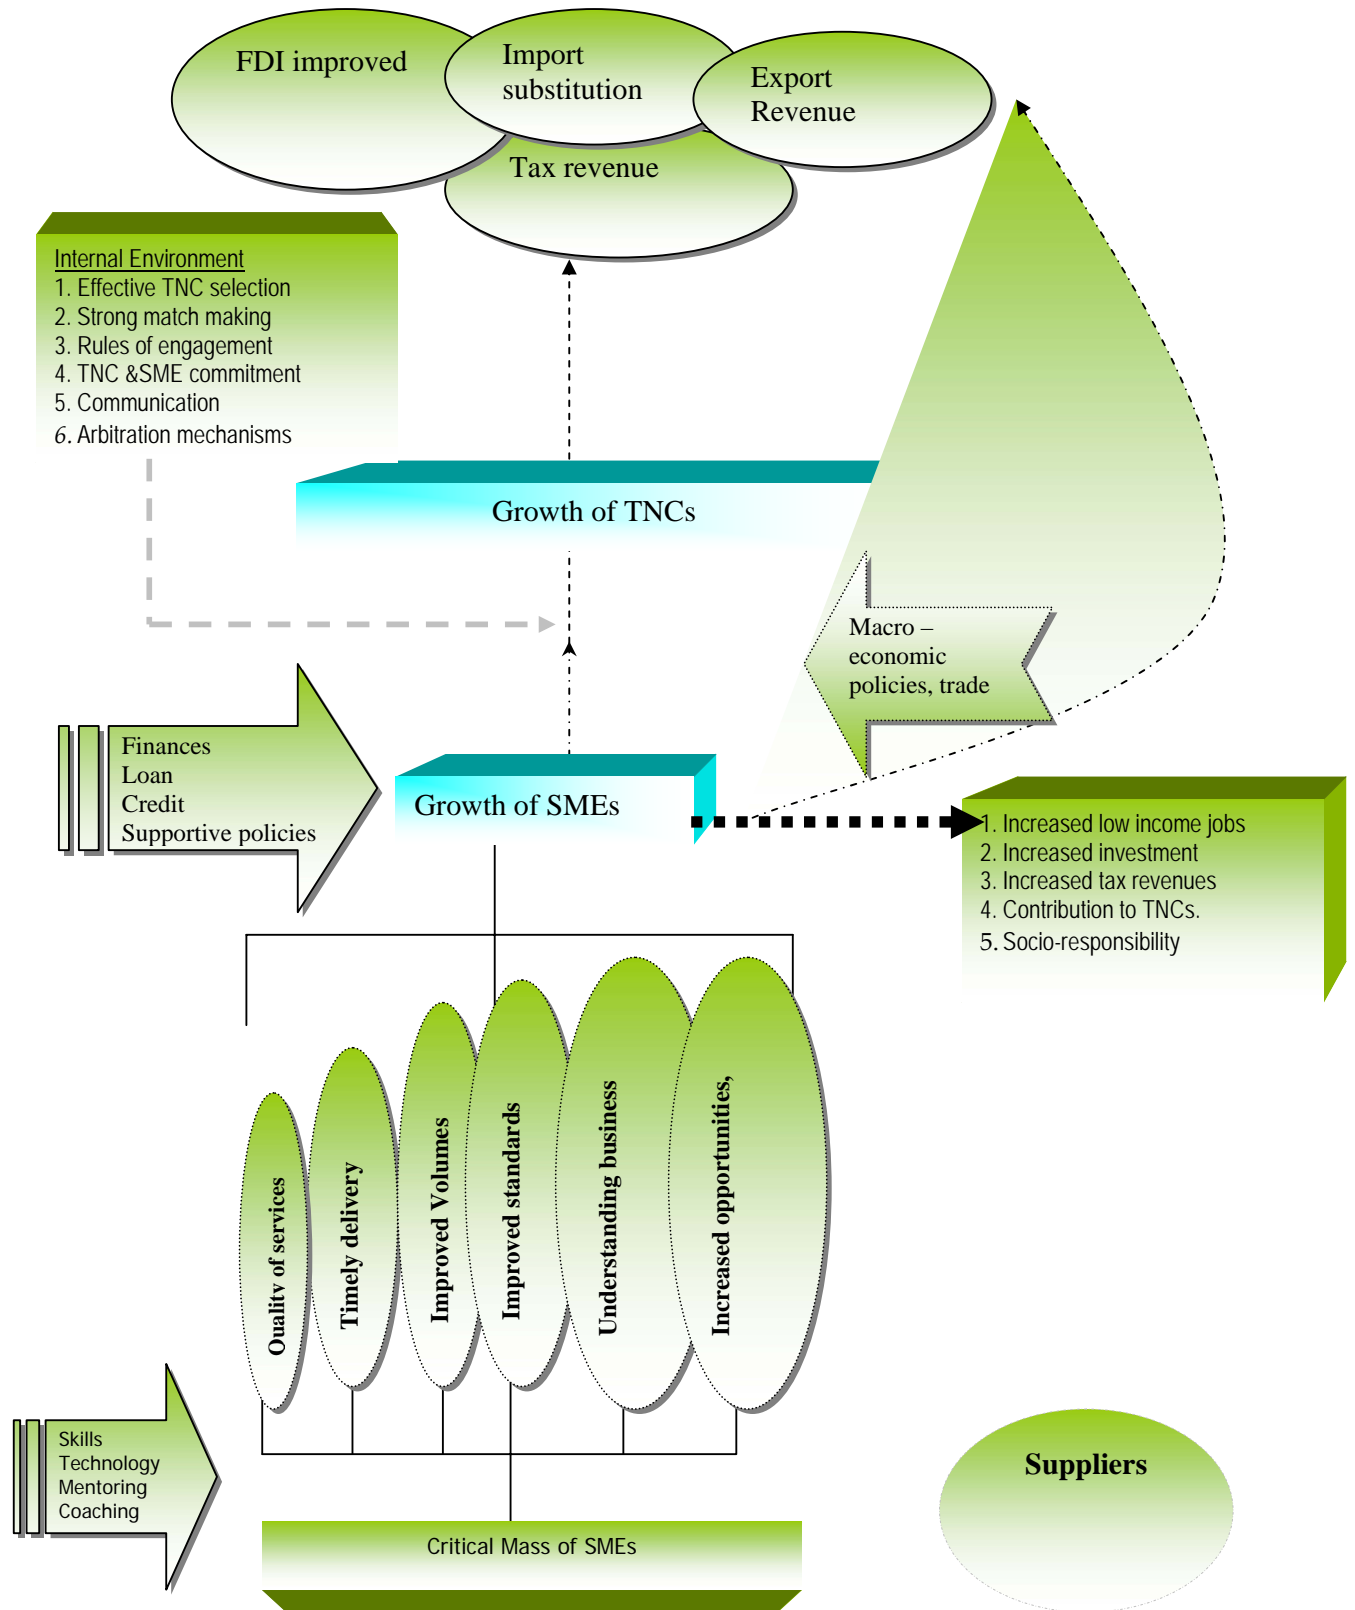 FDI improved
Import
substitution
Export
Revenue
Tax revenue
Internal Environment
1. Effective TNC selection
2. Strong match making
3. Rules of engagement
4. TNC &SME commitment
5. Communication
6. Arbitration mechanisms
Growth of TNCs
Macro –
economic
policies, trade
Finances
Loan
Credit
Supportive policies
Growth of SMEs
1. Increased low income jobs
2. Increased investment
3. Increased tax revenues
4. Contribution to TNCs.
5. Socio-responsibility
Quality of services
Timely delivery
Improved Volumes
Improved standards
Understanding business
Increased opportunities,
Skills
Technology
Mentoring
Coaching
Suppliers
Critical Mass of SMEs